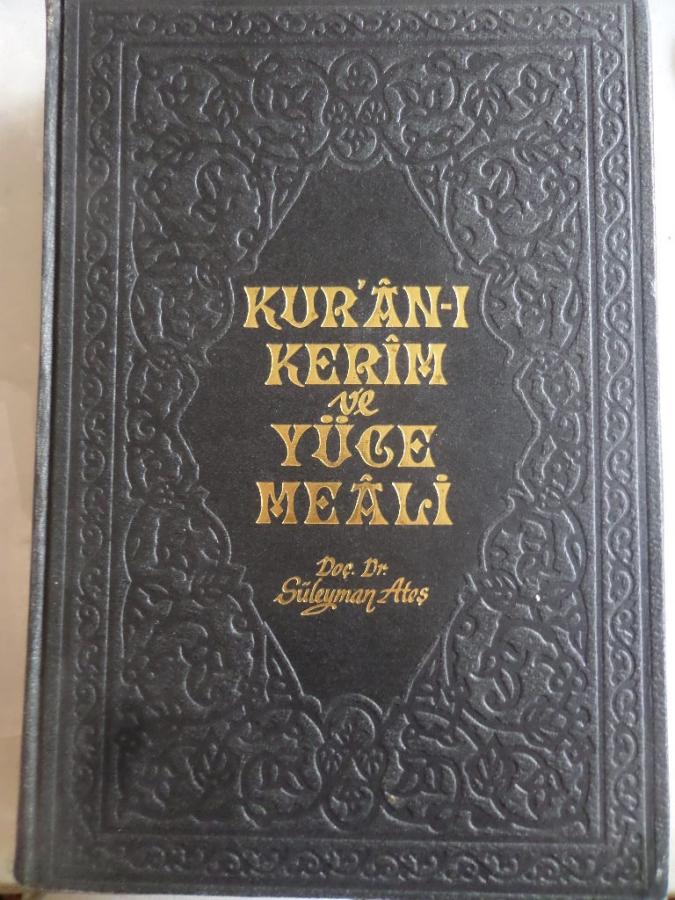 KUR'ÂN-I
KERÎM
ve
YÜCE
MEÂLİ
Doç. Dr.
Süleyman Ateş